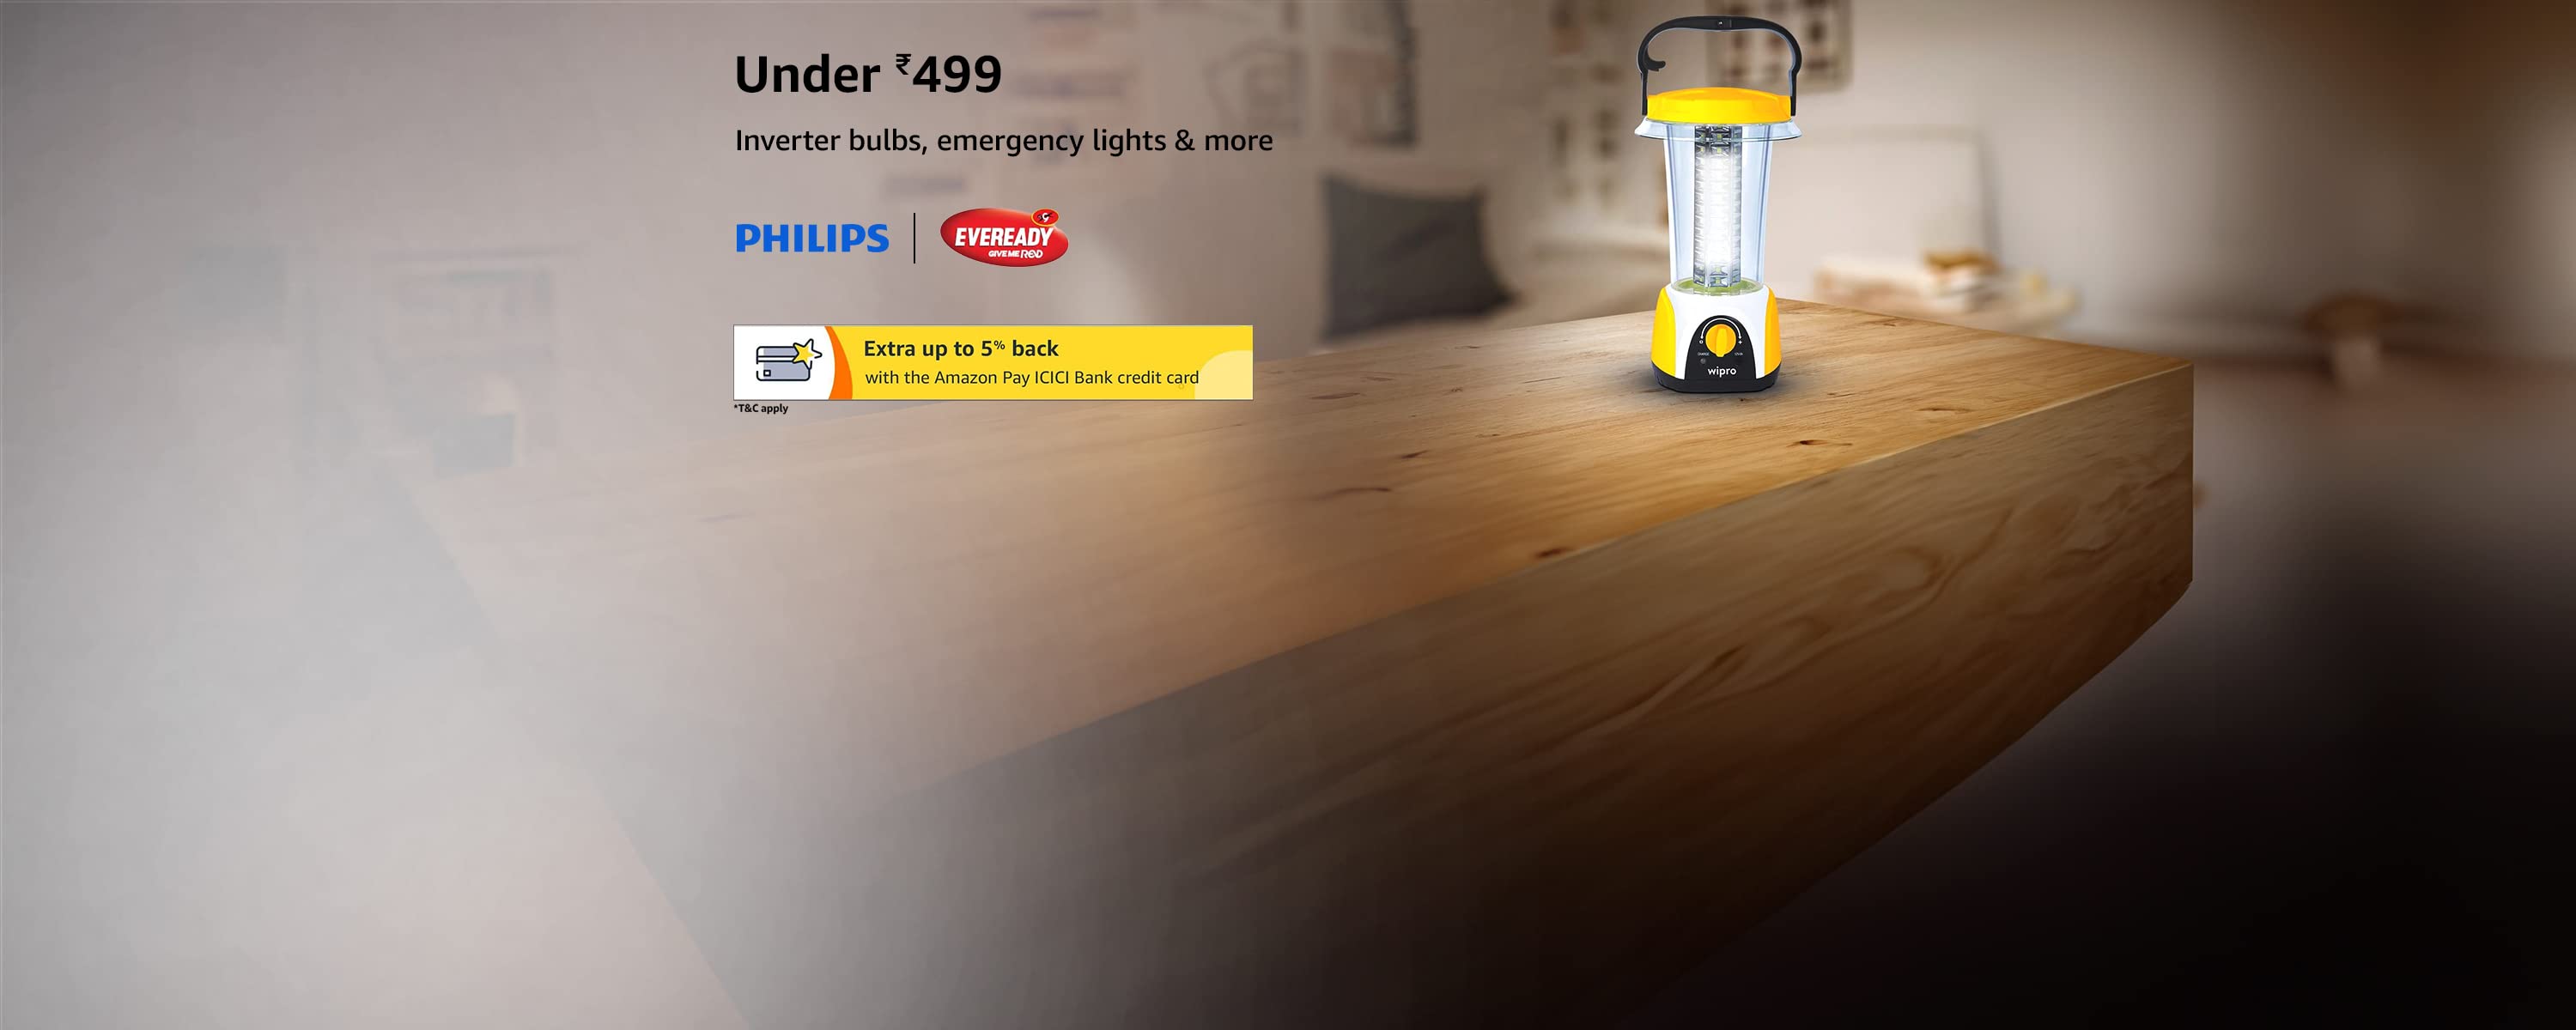 Under ₹499
Inverter bulbs, emergency lights & more
PHILIPS
EVEREADY
GIVE ME RED
Extra up to 5% back
with the Amazon Pay ICICI Bank credit card
*T&C apply
wipro